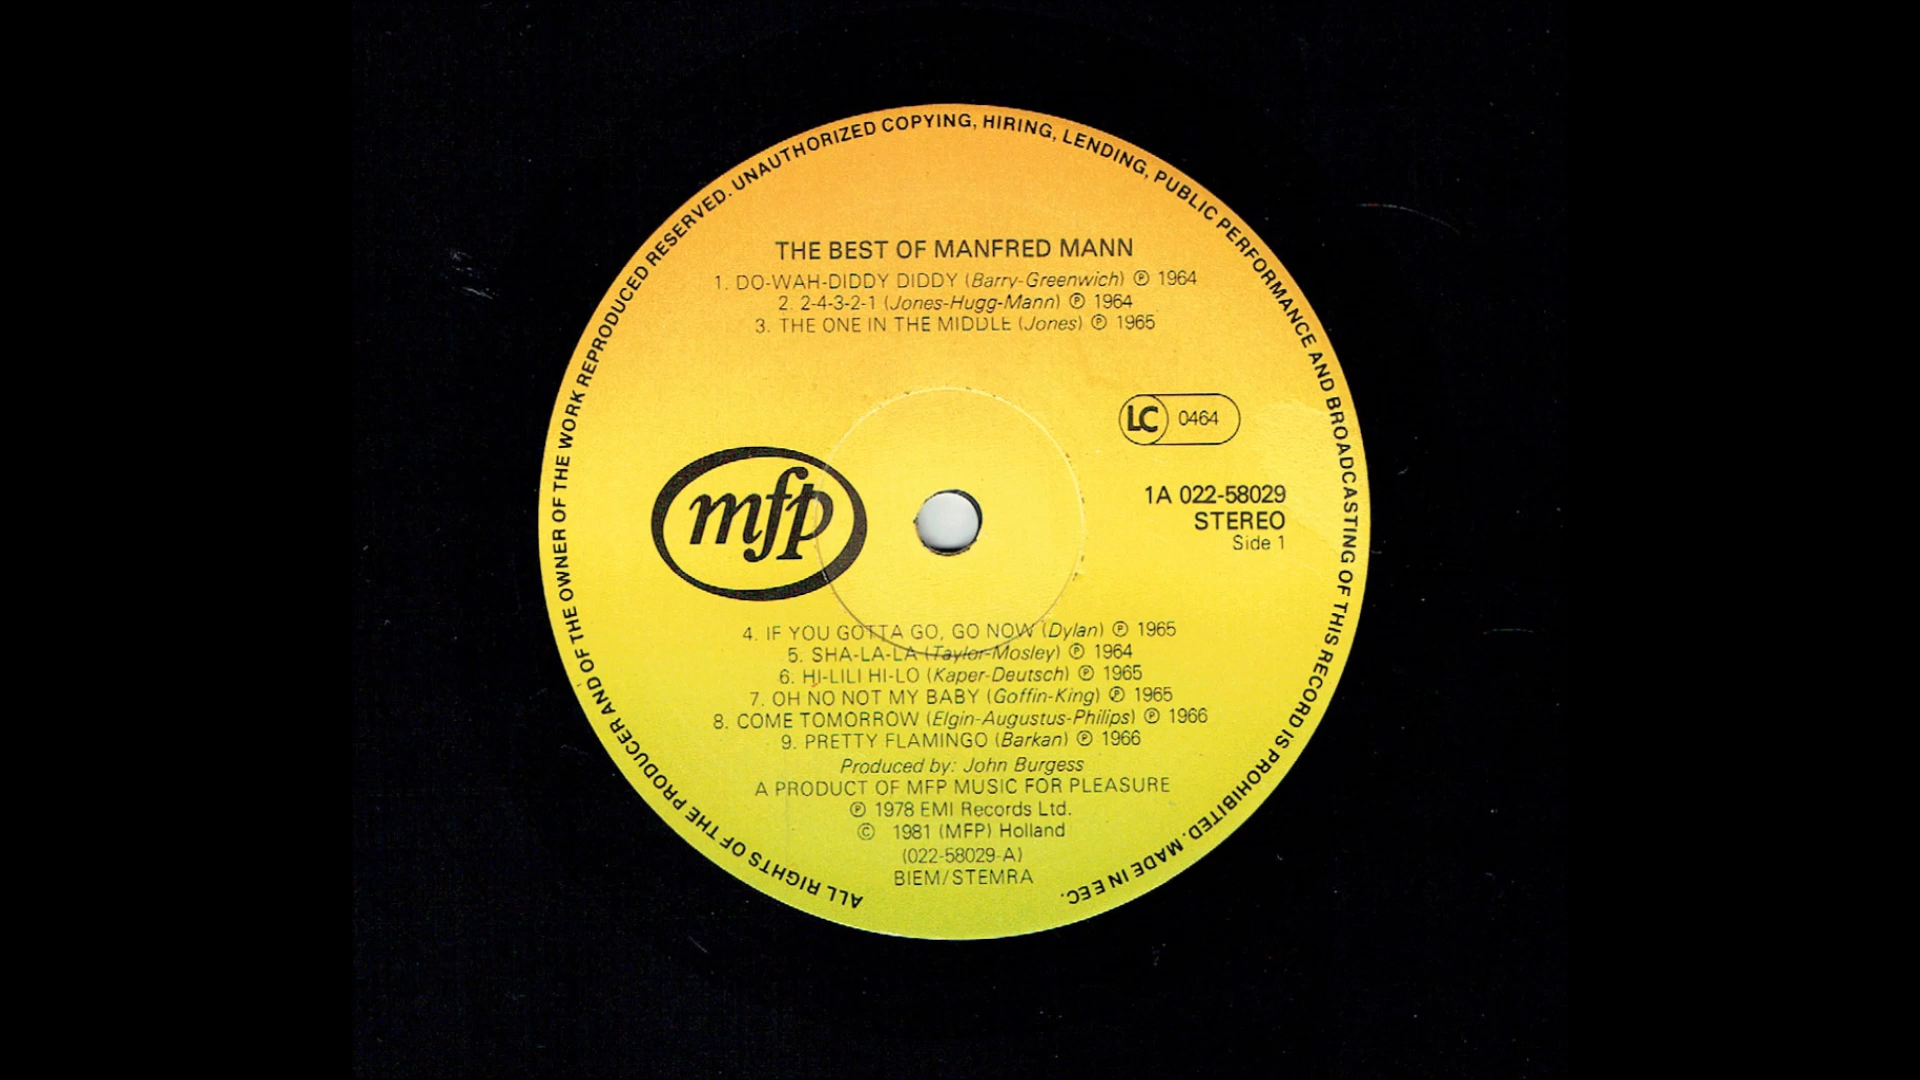 ALL RIGHTS OF THE PRODUCER AND OF THE OWNER OF THE WORK REPRODUCED RESERVED. UNAUTHORIZED COPYING, HIRING, LENDING, PUBLIC PERFORMANCE AND BROADCASTING OF THIS RECORD IS PROHIBITED. MADE IN EEC.
THE BEST OF MANFRED MANN
1. DO-WAH-DIDDY DIDDY (Barry-Greenwich) Ⓟ 1964
2. 2-4-3-2-1 (Jones-Hugg-Mann) Ⓟ 1964
3. THE ONE IN THE MIDDLE (Jones) Ⓟ 1965
LC 0464
mfp
1A 022-58029
STEREO
Side 1
4. IF YOU GOTTA GO, GO NOW (Dylan) Ⓟ 1965
5. SHA-LA-LA (Taylor-Mosley) Ⓟ 1964
6. HI-LILI HI-LO (Kaper-Deutsch) Ⓟ 1965
7. OH NO NOT MY BABY (Goffin-King) Ⓟ 1965
8. COME TOMORROW (Elgin-Augustus-Philips) Ⓟ 1966
9. PRETTY FLAMINGO (Barkan) Ⓟ 1966
Produced by: John Burgess
A PRODUCT OF MFP MUSIC FOR PLEASURE
Ⓟ 1978 EMI Records Ltd.
© 1981 (MFP) Holland
(022-58029-A)
BIEM/STEMRA